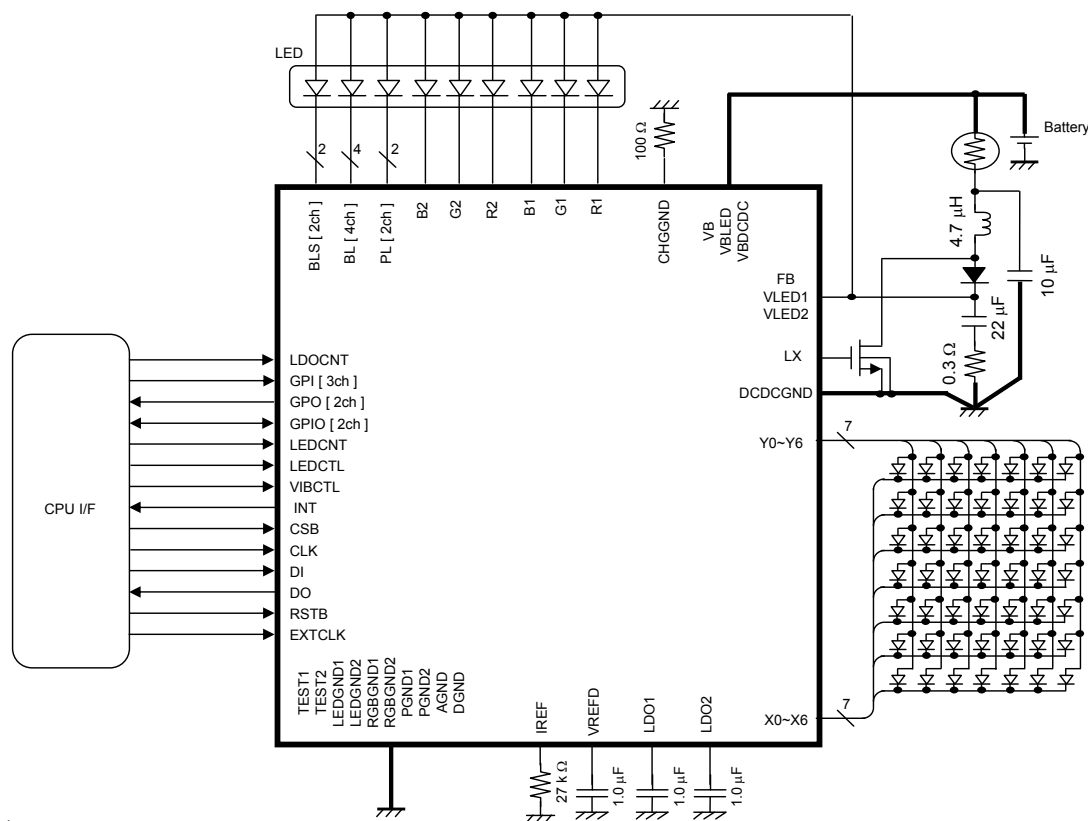 LED
2
4
2
100 Ω
Battery
BLS [ 2ch ]
BL [ 4ch ]
PL [ 2ch ]
B2
G2
R2
B1
G1
R1
CHGGND
VB
VBLED
VBDCDC
4.7 µH
10 µF
FB
VLED1
VLED2
22 µF
0.3 Ω
LX
DCDCGND
CPU I/F
LDOCNT
GPI [ 3ch ]
GPO [ 2ch ]
GPIO [ 2ch ]
LEDCNT
LEDCTL
VIBCTL
INT
CSB
CLK
DI
DO
RSTB
EXTCLK
Y0~Y6
7
X0~X6
7
TEST1
TEST2
LEDGND1
LEDGND2
RGBGND1
RGBGND2
PGND1
PGND2
AGND
DGND
IREF
VREFD
LDO1
LDO2
27 k Ω
1.0 µF
1.0 µF
1.0 µF